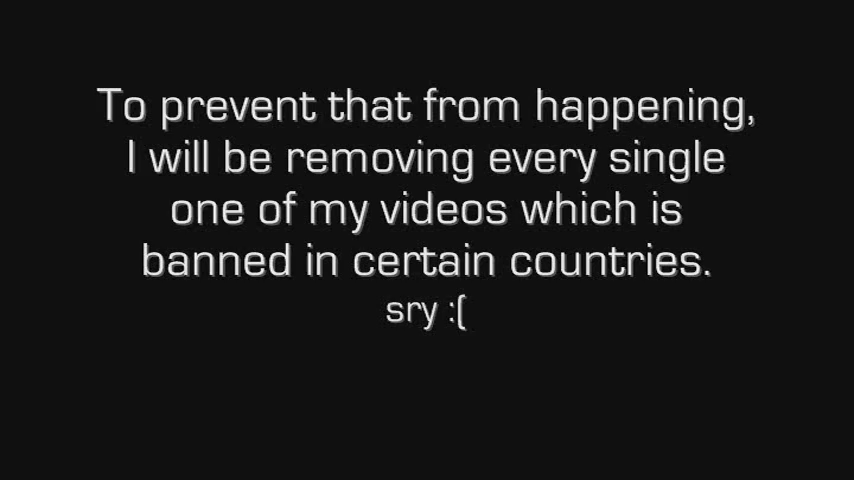 To prevent that from happening,
I will be removing every single
one of my videos which is
banned in certain countries.
sry :(